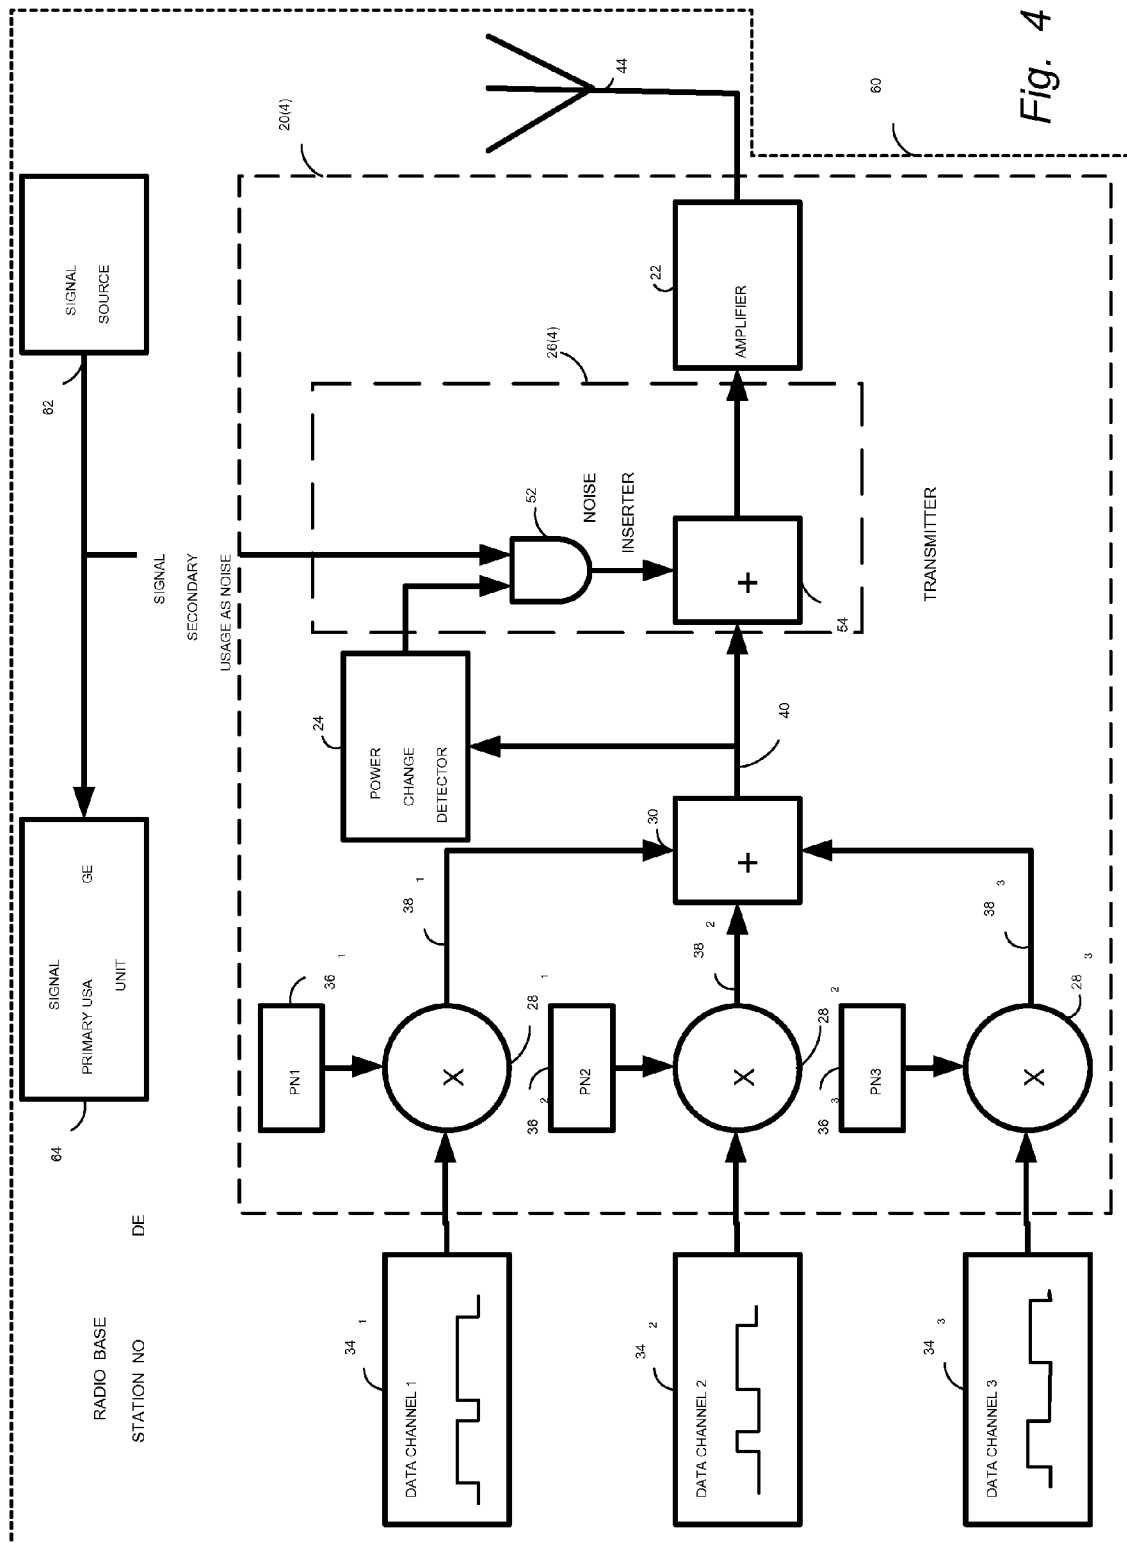 RADIO BASE
STATION NO DE
64
SIGNAL
PRIMARY USA GE
UNIT
62
SIGNAL
SOURCE
SIGNAL
SECONDARY
USAGE AS NOISE
20(4)
PN1
36 1
24
POWER
CHANGE
DETECTOR
26(4)
34 1
DATA CHANNEL 1
X
38 1
28 1
52
NOISE
INSERTER
44
36 2
PN2
30
22
34 2
DATA CHANNEL 2
X
38 2
28 2
+
40
+
54
AMPLIFIER
36 3
PN3
TRANSMITTER
60
34 3
DATA CHANNEL 3
X
38 3
28 3
Fig. 4